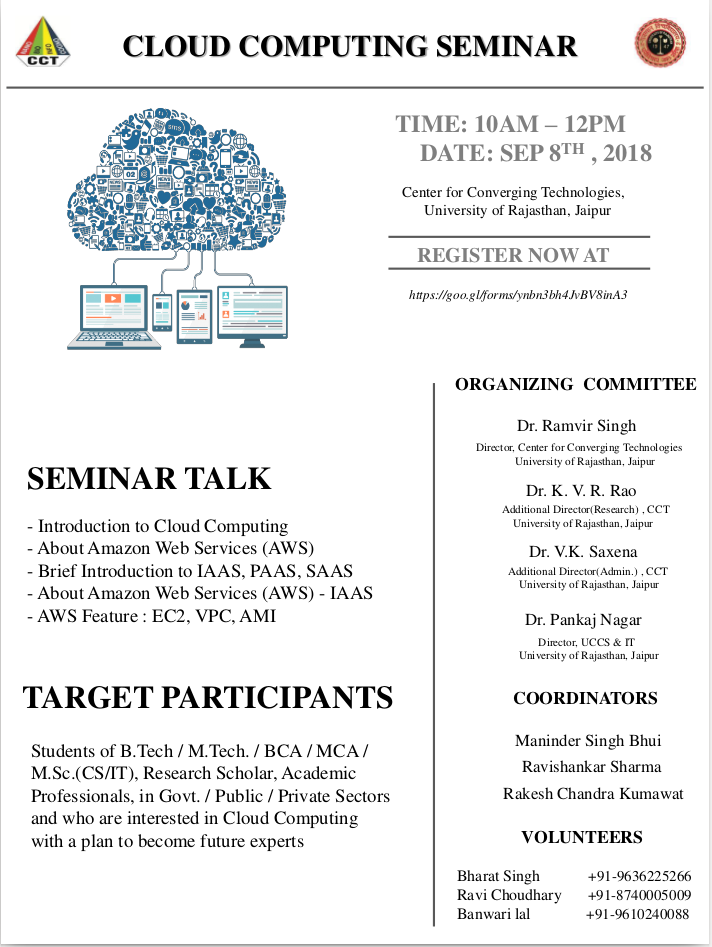 CCT
CLOUD COMPUTING SEMINAR
TIME: 10AM – 12PM
DATE: SEP 8TH , 2018
Center for Converging Technologies,
University of Rajasthan, Jaipur
REGISTER NOW AT
https://goo.gl/forms/ynbn3bh4JvBV8inA3
sms
NEWS
02
NEWS
SEMINAR TALK
- Introduction to Cloud Computing
- About Amazon Web Services (AWS)
- Brief Introduction to IAAS, PAAS, SAAS
- About Amazon Web Services (AWS) - IAAS
- AWS Feature : EC2, VPC, AMI
TARGET PARTICIPANTS
Students of B.Tech / M.Tech. / BCA / MCA /
M.Sc.(CS/IT), Research Scholar, Academic
Professionals, in Govt. / Public / Private Sectors
and who are interested in Cloud Computing
with a plan to become future experts
ORGANIZING COMMITTEE
Dr. Ramvir Singh
Director, Center for Converging Technologies
University of Rajasthan, Jaipur
Dr. K. V. R. Rao
Additional Director(Research) , CCT
University of Rajasthan, Jaipur
Dr. V.K. Saxena
Additional Director(Admin.) , CCT
University of Rajasthan, Jaipur
Dr. Pankaj Nagar
Director, UCCS & IT
University of Rajasthan, Jaipur
COORDINATORS
Maninder Singh Bhui
Ravishankar Sharma
Rakesh Chandra Kumawat
VOLUNTEERS
Bharat Singh +91-9636225266
Ravi Choudhary +91-8740005009
Banwari lal +91-9610240088